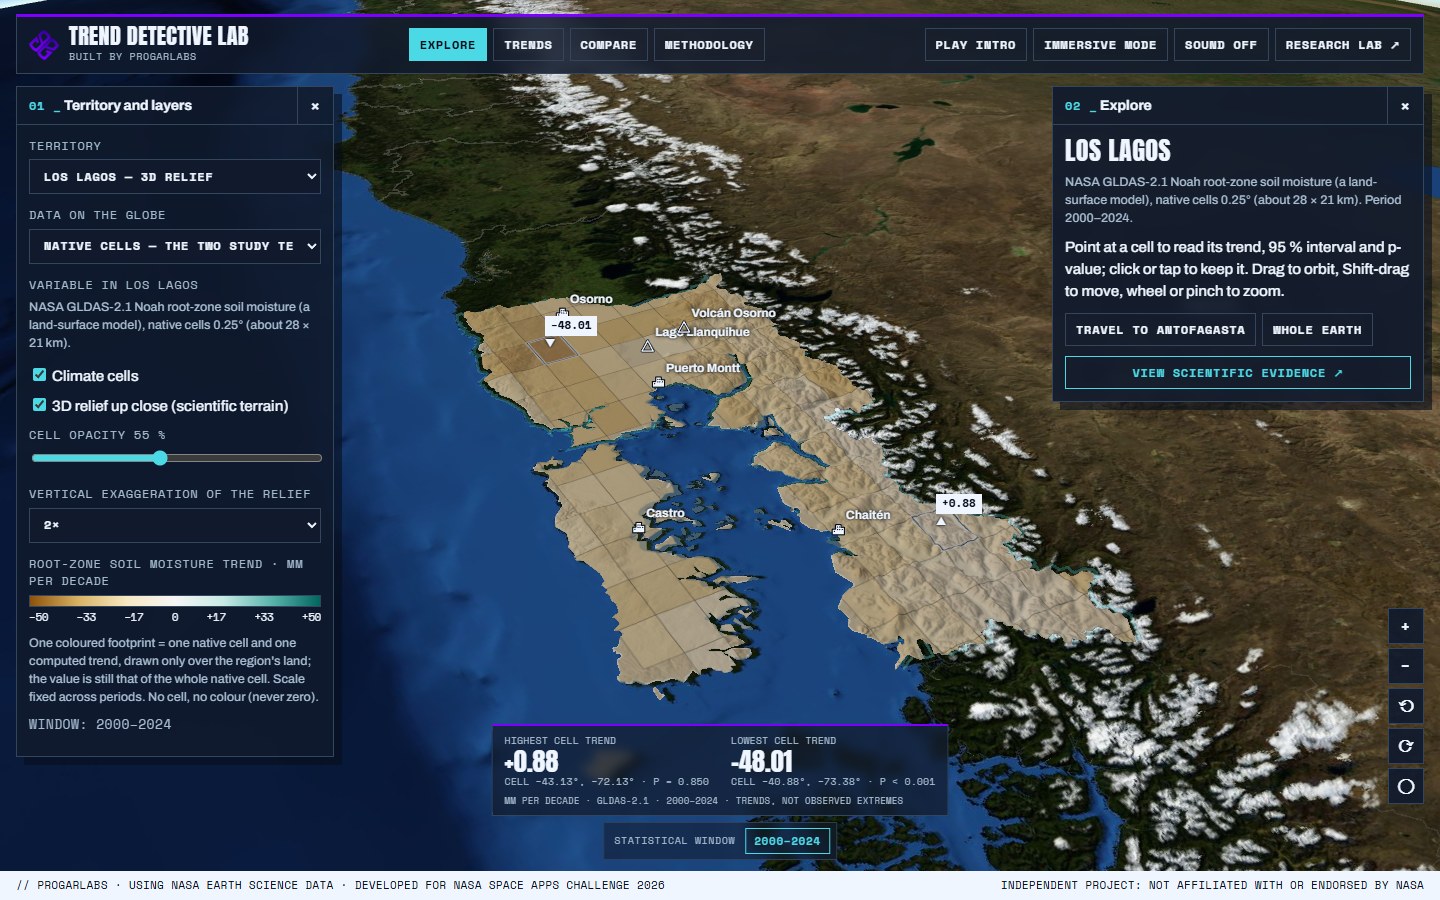 TREND DETECTIVE LAB
BUILT BY PROGARLABS
EXPLORE
TRENDS
COMPARE
METHODOLOGY
PLAY INTRO
IMMERSIVE MODE
SOUND OFF
RESEARCH LAB ↗
01 _ Territory and layers
×
TERRITORY
LOS LAGOS — 3D RELIEF
DATA ON THE GLOBE
NATIVE CELLS — THE TWO STUDY TE
VARIABLE IN LOS LAGOS
NASA GLDAS-2.1 Noah root-zone soil moisture (a
land-surface model), native cells 0.25° (about 28 ×
21 km).
Climate cells
3D relief up close (scientific terrain)
CELL OPACITY 55 %
VERTICAL EXAGGERATION OF THE RELIEF
2×
ROOT-ZONE SOIL MOISTURE TREND · MM
PER DECADE
−50 −33 −17 0 +17 +33 +50
One coloured footprint = one native cell and one
computed trend, drawn only over the region's land;
the value is still that of the whole native cell. Scale
fixed across periods. No cell, no colour (never zero).
WINDOW: 2000–2024
Osorno
−48.01
Volcán Osorno
Puerto Montt
Castro
Chaitén
+0.88
02 _ Explore
×
LOS LAGOS
NASA GLDAS-2.1 Noah root-zone soil moisture (a land-
surface model), native cells 0.25° (about 28 × 21 km). Period
2000–2024.
Point at a cell to read its trend, 95 % interval and p-
value; click or tap to keep it. Drag to orbit, Shift-drag
to move, wheel or pinch to zoom.
TRAVEL TO ANTOFAGASTA
WHOLE EARTH
VIEW SCIENTIFIC EVIDENCE ↗
+
−
HIGHEST CELL TREND
+0.88
CELL −43.13°, −72.13° · P = 0.850
LOWEST CELL TREND
−48.01
CELL −40.88°, −73.38° · P < 0.001
MM PER DECADE · GLDAS-2.1 · 2000–2024 · TRENDS, NOT OBSERVED EXTREMES
STATISTICAL WINDOW
2000–2024
// PROGARLABS · USING NASA EARTH SCIENCE DATA · DEVELOPED FOR NASA SPACE APPS CHALLENGE 2026
INDEPENDENT PROJECT: NOT AFFILIATED WITH OR ENDORSED BY NASA